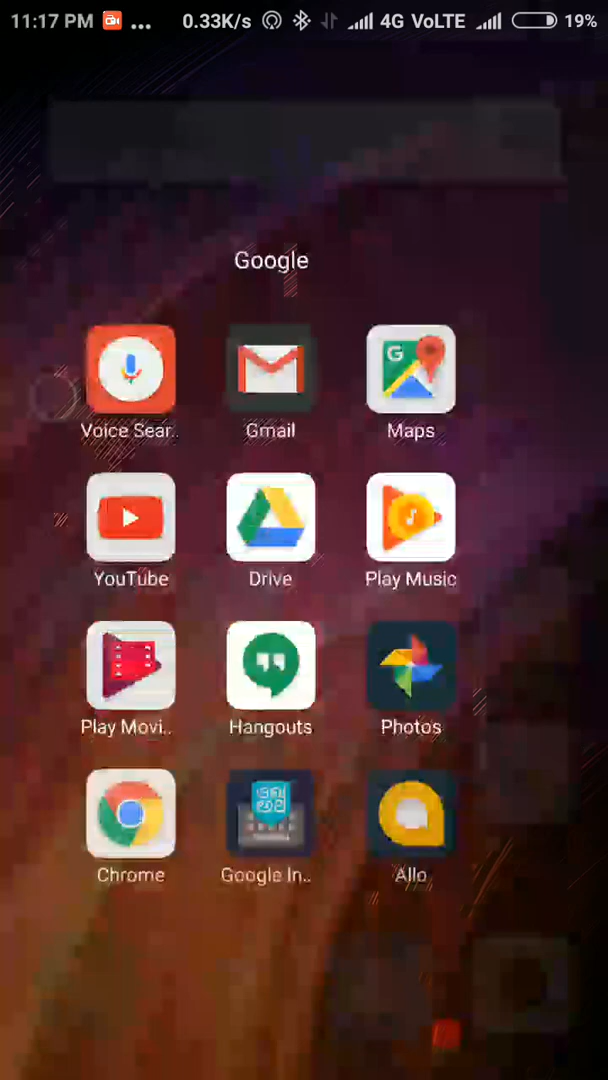 11:17 PM ... 0.33K/s 4G VoLTE 19%
Google
Voice Sear.. Gmail Maps
YouTube Drive Play Music
Play Movi.. Hangouts Photos
Chrome Google In.. Allo